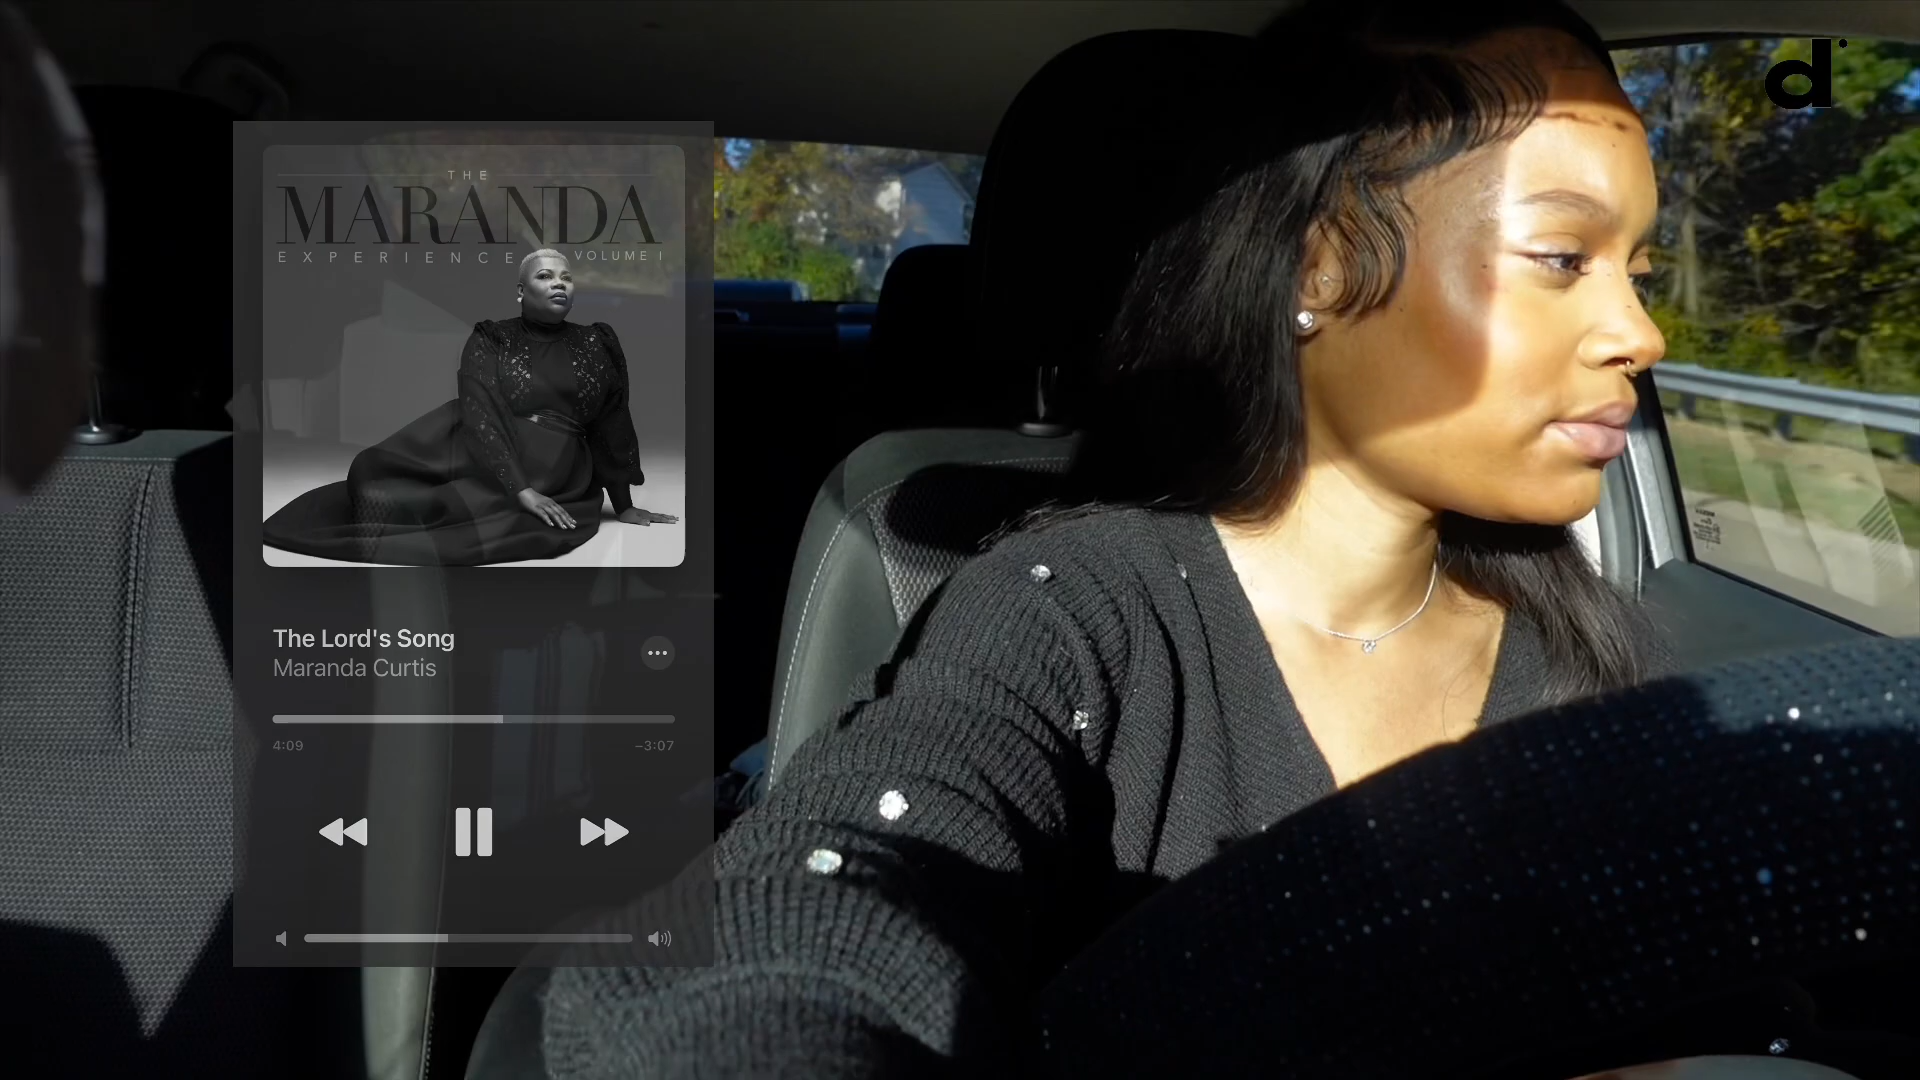 THE
MARANDA
EXPERIENCE VOLUME I
The Lord's Song
Maranda Curtis
4:09 −3:07
d